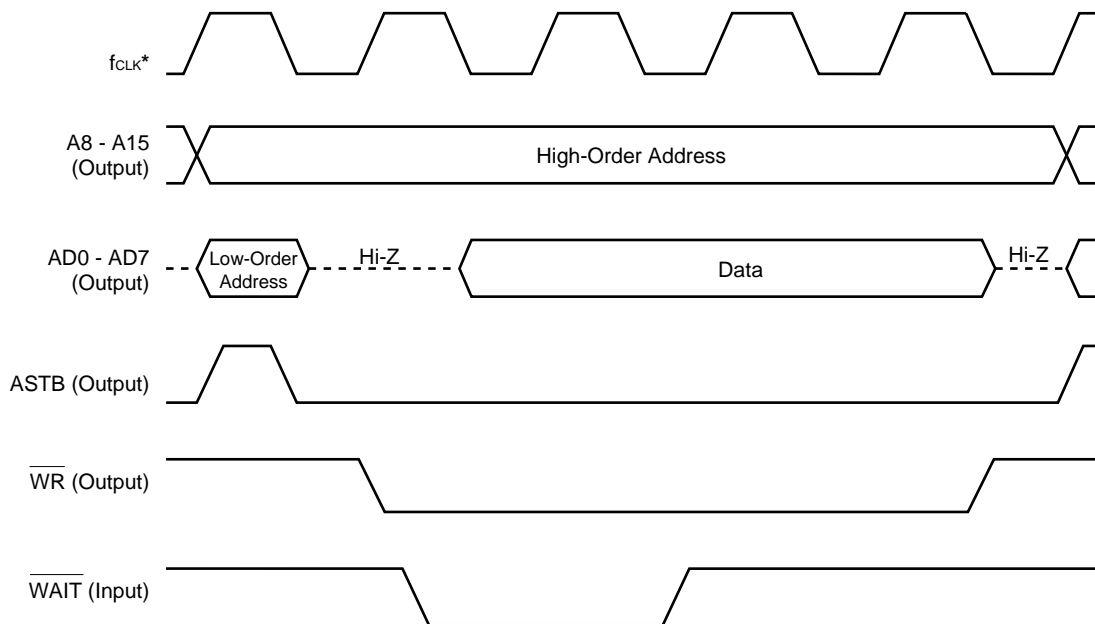 fCLK*
A8 - A15
(Output)
High-Order Address
AD0 - AD7
(Output)
Low-Order
Address
Hi-Z
Data
Hi-Z
ASTB (Output)
WR (Output)
WAIT (Input)